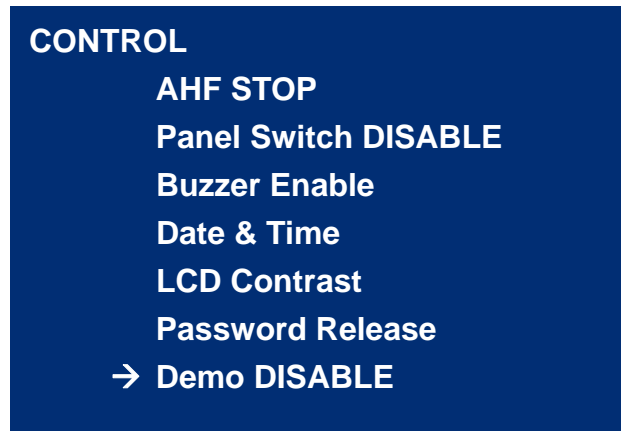 CONTROL
AHF STOP
Panel Switch DISABLE
Buzzer Enable
Date & Time
LCD Contrast
Password Release
→ Demo DISABLE